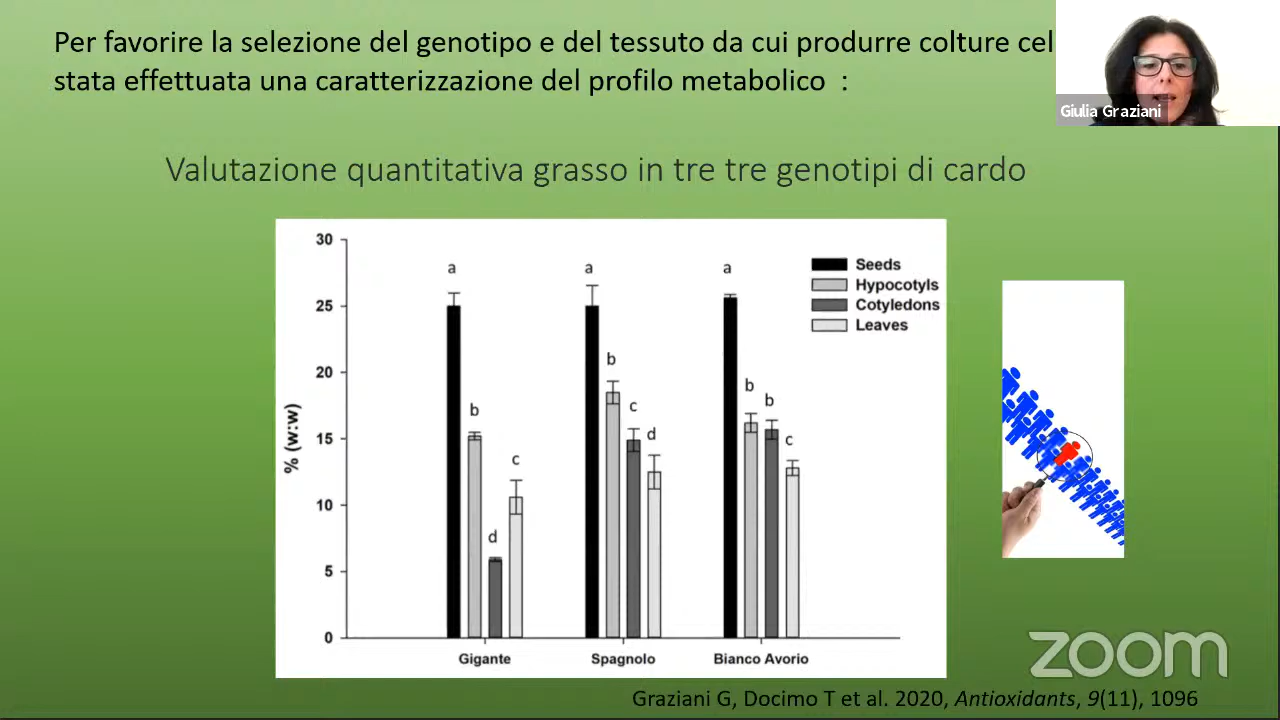 Per favorire la selezione del genotipo e del tessuto da cui produrre colture cel
stata effettuata una caratterizzazione del profilo metabolico :
Giulia Graziani
Valutazione quantitativa grasso in tre tre genotipi di cardo
30
25
20
15
10
5
0
% (w:w)
a
b
d
c
a
b
c
d
a
b
b
c
Seeds
Hypocotyls
Cotyledons
Leaves
Gigante
Spagnolo
Bianco Avorio
zoom
Graziani G, Docimo T et al. 2020, Antioxidants, 9(11), 1096